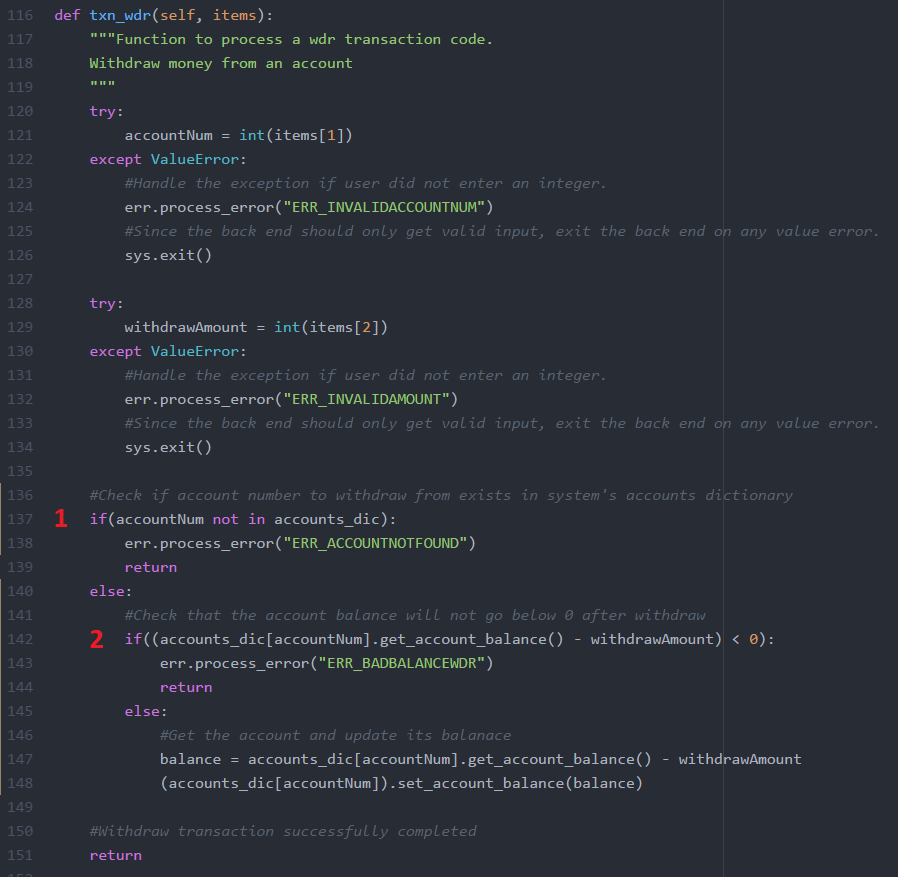 116 def txn_wdr(self, items):
117 """Function to process a wdr transaction code.
118 Withdraw money from an account
119 """
120 try:
121 accountNum = int(items[1])
122 except ValueError:
123 #Handle the exception if user did not enter an integer.
124 err.process_error("ERR_INVALIDACCOUNTNUM")
125 #Since the back end should only get valid input, exit the back end on any value error.
126 sys.exit()
127
128 try:
129 withdrawAmount = int(items[2])
130 except ValueError:
131 #Handle the exception if user did not enter an integer.
132 err.process_error("ERR_INVALIDAMOUNT")
133 #Since the back end should only get valid input, exit the back end on any value error.
134 sys.exit()
135
136 #Check if account number to withdraw from exists in system's accounts dictionary
137 1 if(accountNum not in accounts_dic):
138 err.process_error("ERR_ACCOUNTNOTFOUND")
139 return
140 else:
141 #Check that the account balance will not go below 0 after withdraw
142 2 if((accounts_dic[accountNum].get_account_balance() - withdrawAmount) < 0):
143 err.process_error("ERR_BADBALANCEWDR")
144 return
145 else:
146 #Get the account and update its balanace
147 balance = accounts_dic[accountNum].get_account_balance() - withdrawAmount
148 (accounts_dic[accountNum]).set_account_balance(balance)
149
150 #Withdraw transaction successfully completed
151 return